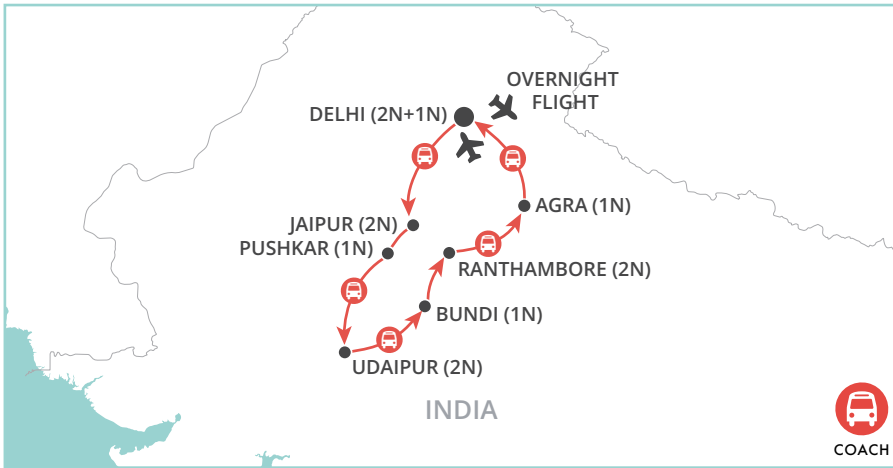 OVERNIGHT
FLIGHT
DELHI (2N+1N)
AGRA (1N)
JAIPUR (2N)
PUSHKAR (1N)
RANTHAMBORE (2N)
BUNDI (1N)
UDAIPUR (2N)
INDIA
COACH